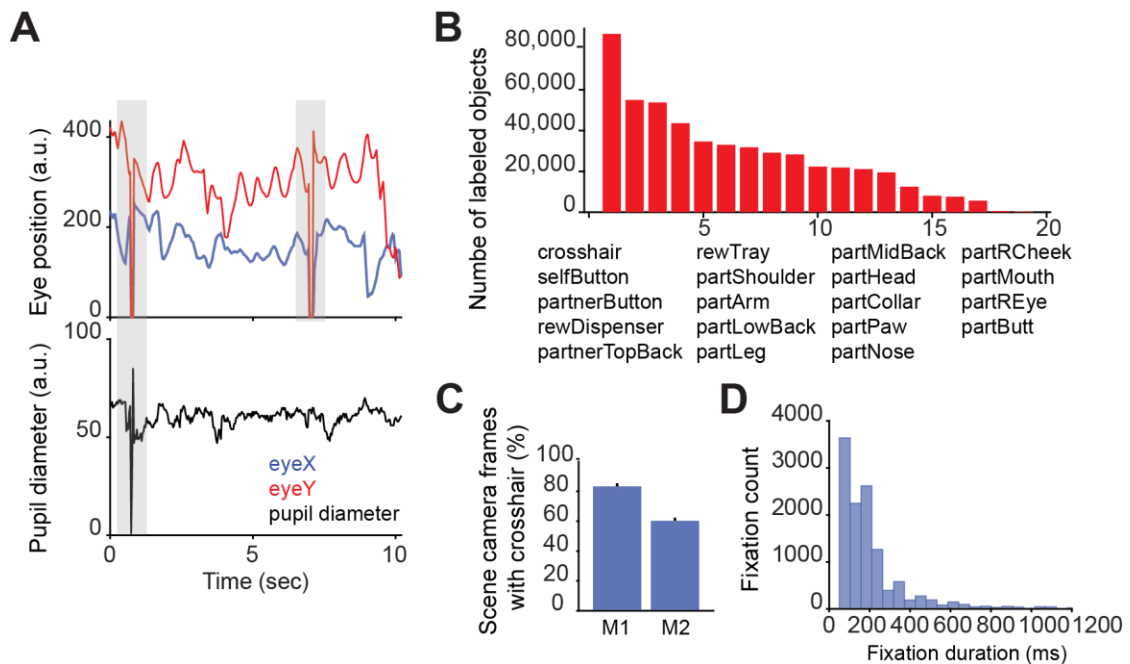 A
Eye position (a.u.)
400
200
0
Pupil diameter (a.u.)
100
50
0
eyeX
eyeY
pupil diameter
0
5
10
Time (sec)
B
Numbe of labeled objects
80,000
60,000
40,000
20,000
0
5
10
15
20
crosshair
selfButton
partnerButton
rewDispenser
partnerTopBack
rewTray
partShoulder
partArm
partLowBack
partLeg
partMidBack
partHead
partCollar
partPaw
partNose
partRCheek
partMouth
partREye
partButt
C
Scene camera frames
with crosshair (%)
100
80
60
40
20
0
M1
M2
D
Fixation count
4000
3000
2000
1000
0
0
200
400
600
800
1000
1200
Fixation duration (ms)